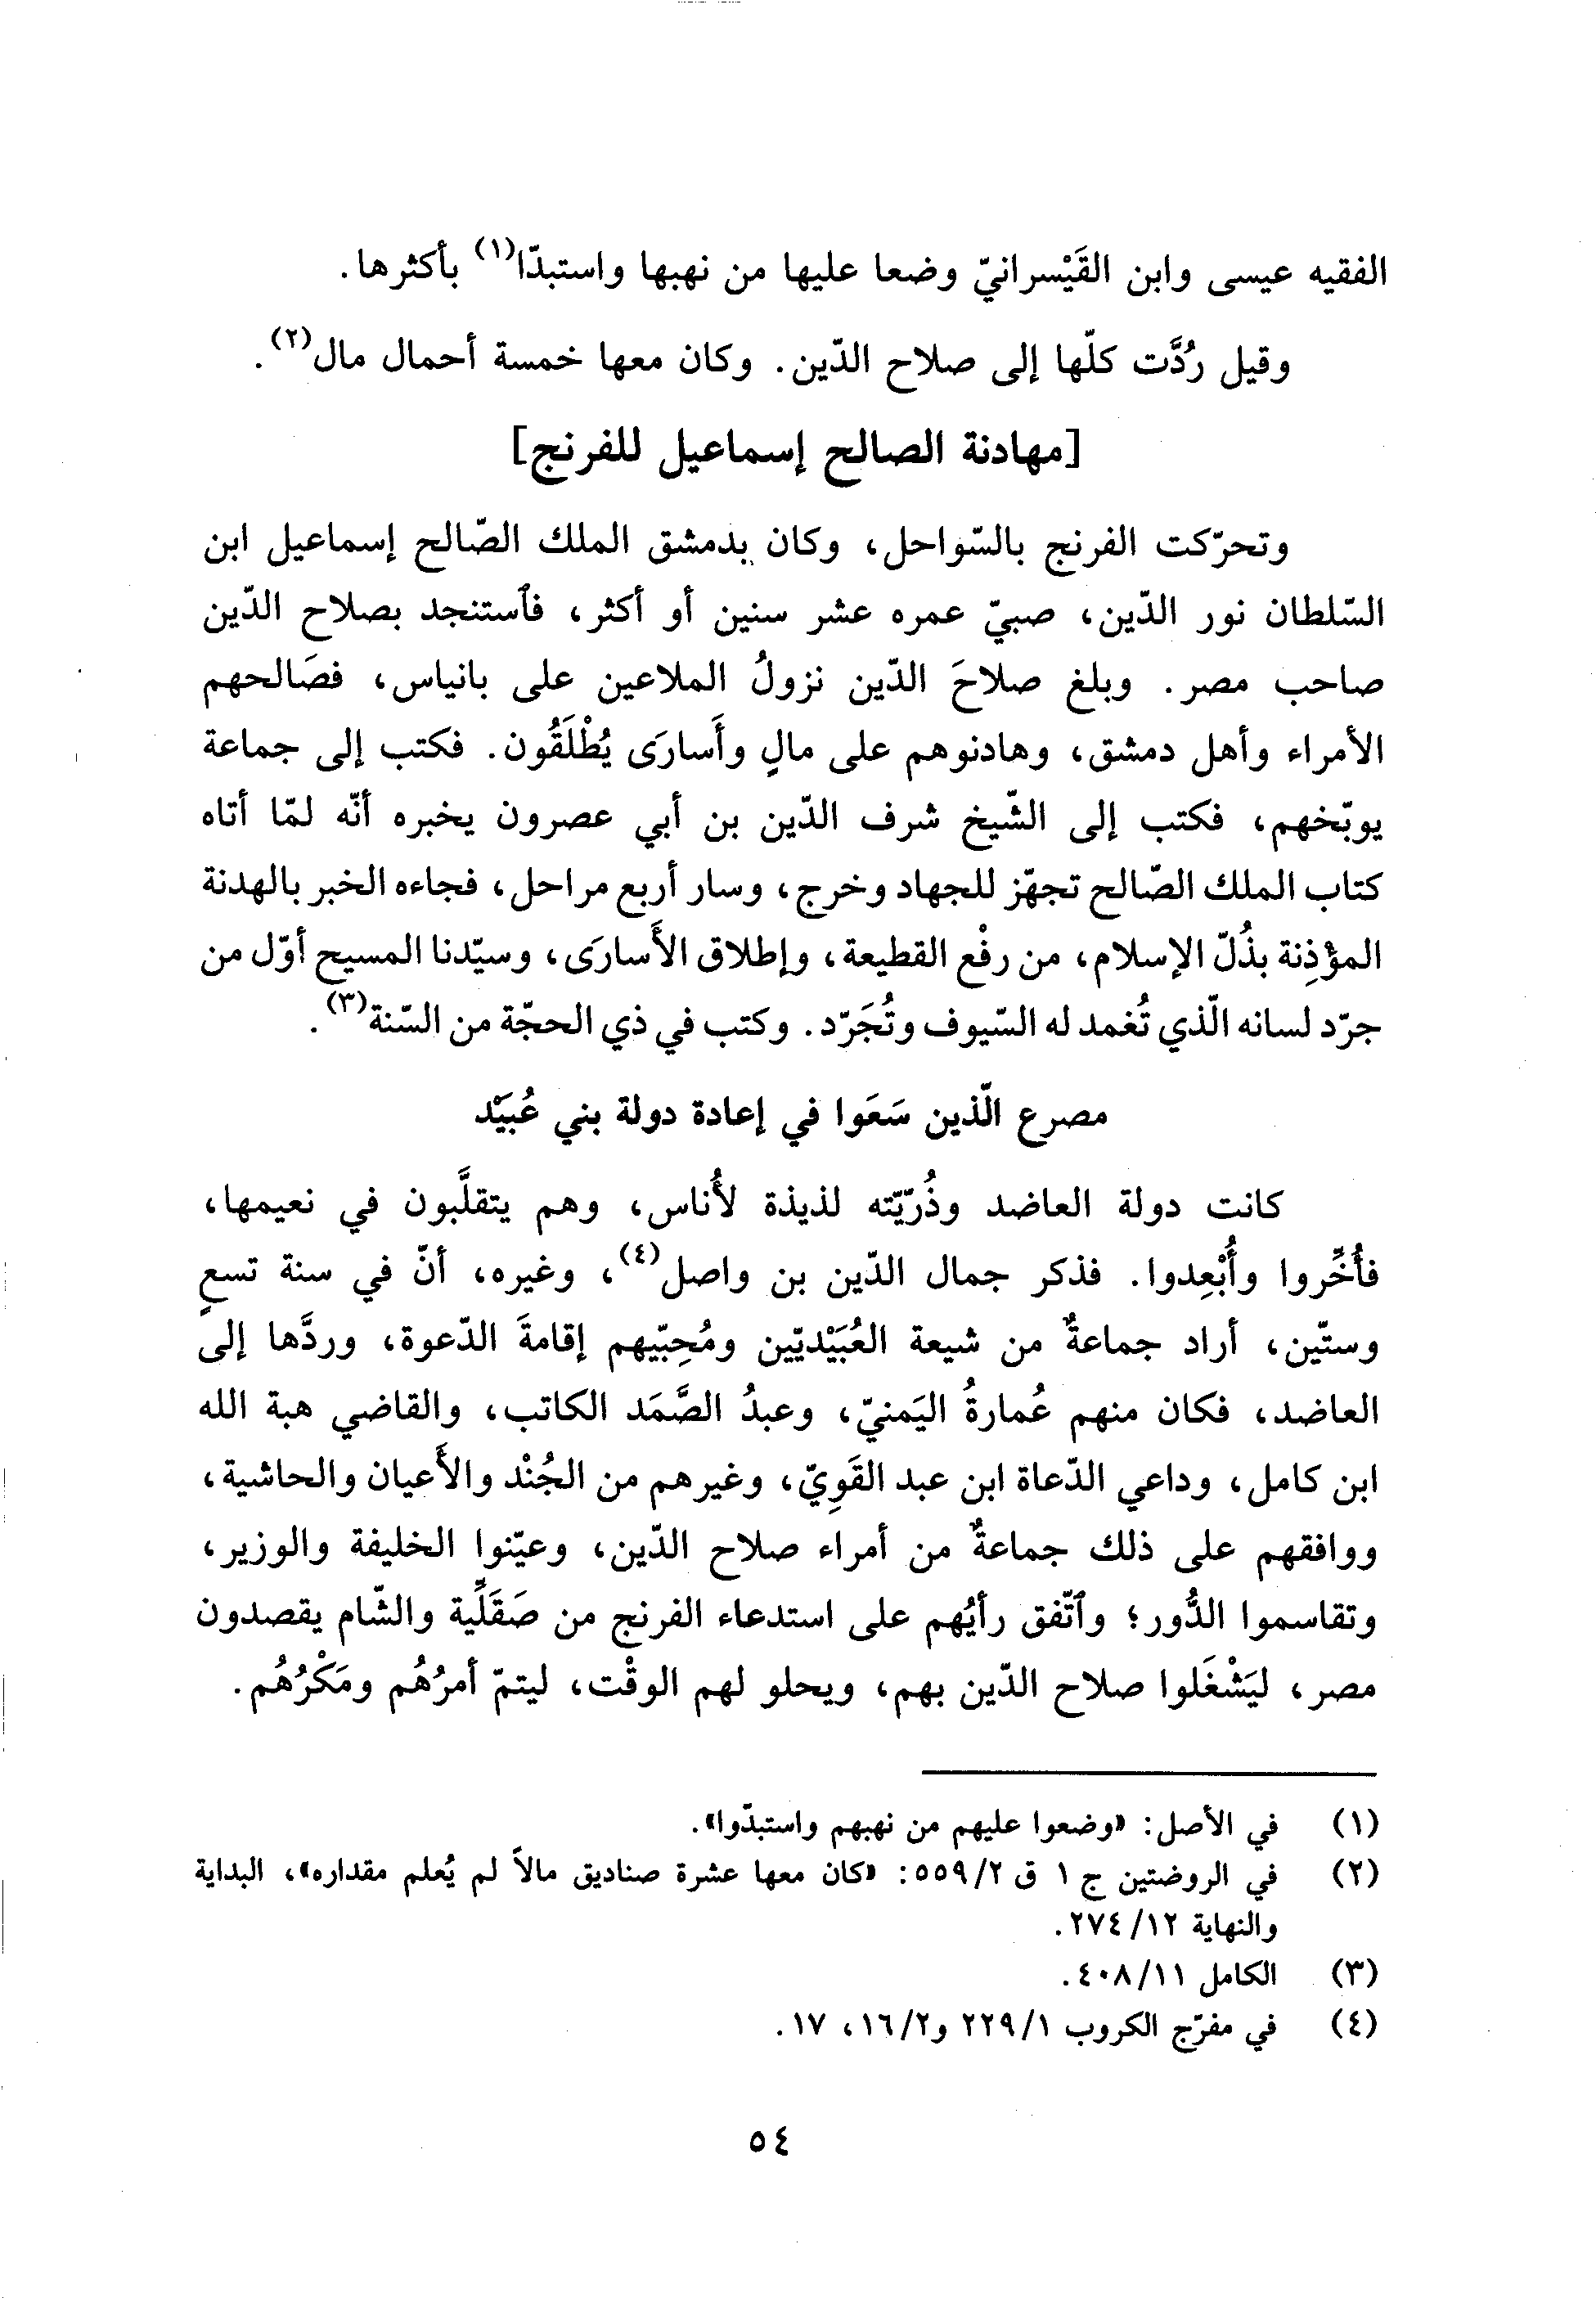 الفقيه عيسى وابن القَيْسرانيّ وضعا عليها من نهبها واستبدّا(١) بأكثرها.
وقيل رُدَّت كلّها إلى صلاح الدّين. وكان معها خمسة أحمال مال(٢).
[مهادنة الصالح إسماعيل للفرنج]
وتحرّكت الفرنج بالسّواحل، وكان بدمشق الملك الصّالح إسماعيل ابن
السّلطان نور الدّين، صبيّ عمره عشر سنين أو أكثر، فٱستنجد بصلاح الدّين
صاحب مصر. وبلغ صلاحَ الدّين نزولُ الملاعين على بانياس، فصَالحهم
الأمراء وأهل دمشق، وهادنوهم على مالٍ وأَسارَى يُطْلَقُون. فكتب إلى جماعة
يوبّخهم، فكتب إلى الشّيخ شرف الدّين بن أبي عصرون يخبره أنّه لمّا أتاه
كتاب الملك الصّالح تجهّز للجهاد وخرج، وسار أربع مراحل، فجاءه الخبر بالهدنة
المؤذِنة بذُلّ الإسلام، من رفْع القطيعة، وإطلاق الأَسارَى، وسيّدنا المسيح أوّل من
جرّد لسانه الّذي تُغمد له السّيوف وتُجَرّد. وكتب في ذي الحجّة من السّنة(٣).
مصرع الّذين سَعَوا في إعادة دولة بني عُبَيْد
كانت دولة العاضد وذُرّيّته لذيذة لأُناس، وهم يتقلَّبون في نعيمها،
فأُخِّروا وأُبْعِدوا. فذكر جمال الدّين بن واصل(٤)، وغيره، أنّ في سنة تسعٍ
وستّين، أراد جماعةٌ من شيعة العُبَيْديّين ومُحِبّيهم إقامةَ الدّعوة، وردَّها إلى
العاضد، فكان منهم عُمارةُ اليَمنيّ، وعبدُ الصَّمَد الكاتب، والقاضي هبة الله
ابن كامل، وداعي الدّعاة ابن عبد القَوِيّ، وغيرهم من الجُنْد والأَعيان والحاشية،
ووافقهم على ذلك جماعةٌ من أمراء صلاح الدّين، وعيّنوا الخليفة والوزير،
وتقاسموا الدُّور؛ وٱتّفق رأيُهم على استدعاء الفرنج من صَقَلِّية والشّام يقصدون
مصر، ليَشْغَلوا صلاح الدّين بهم، ويحلو لهم الوقْت، ليتمّ أمرُهُم ومَكْرُهُم.
(١) في الأصل: «وضعوا عليهم من نهبهم واستبدّوا».
(٢) في الروضتين ج ١ ق ٢/٥٥٩: «كان معها عشرة صناديق مالاً لم يُعلم مقداره»، البداية
والنهاية ١٢/٢٧٤.
(٣) الكامل ١١/٤٠٨.
(٤) في مفرّج الكروب ١/٢٢٩ و٢/١٦، ١٧.
٥٤